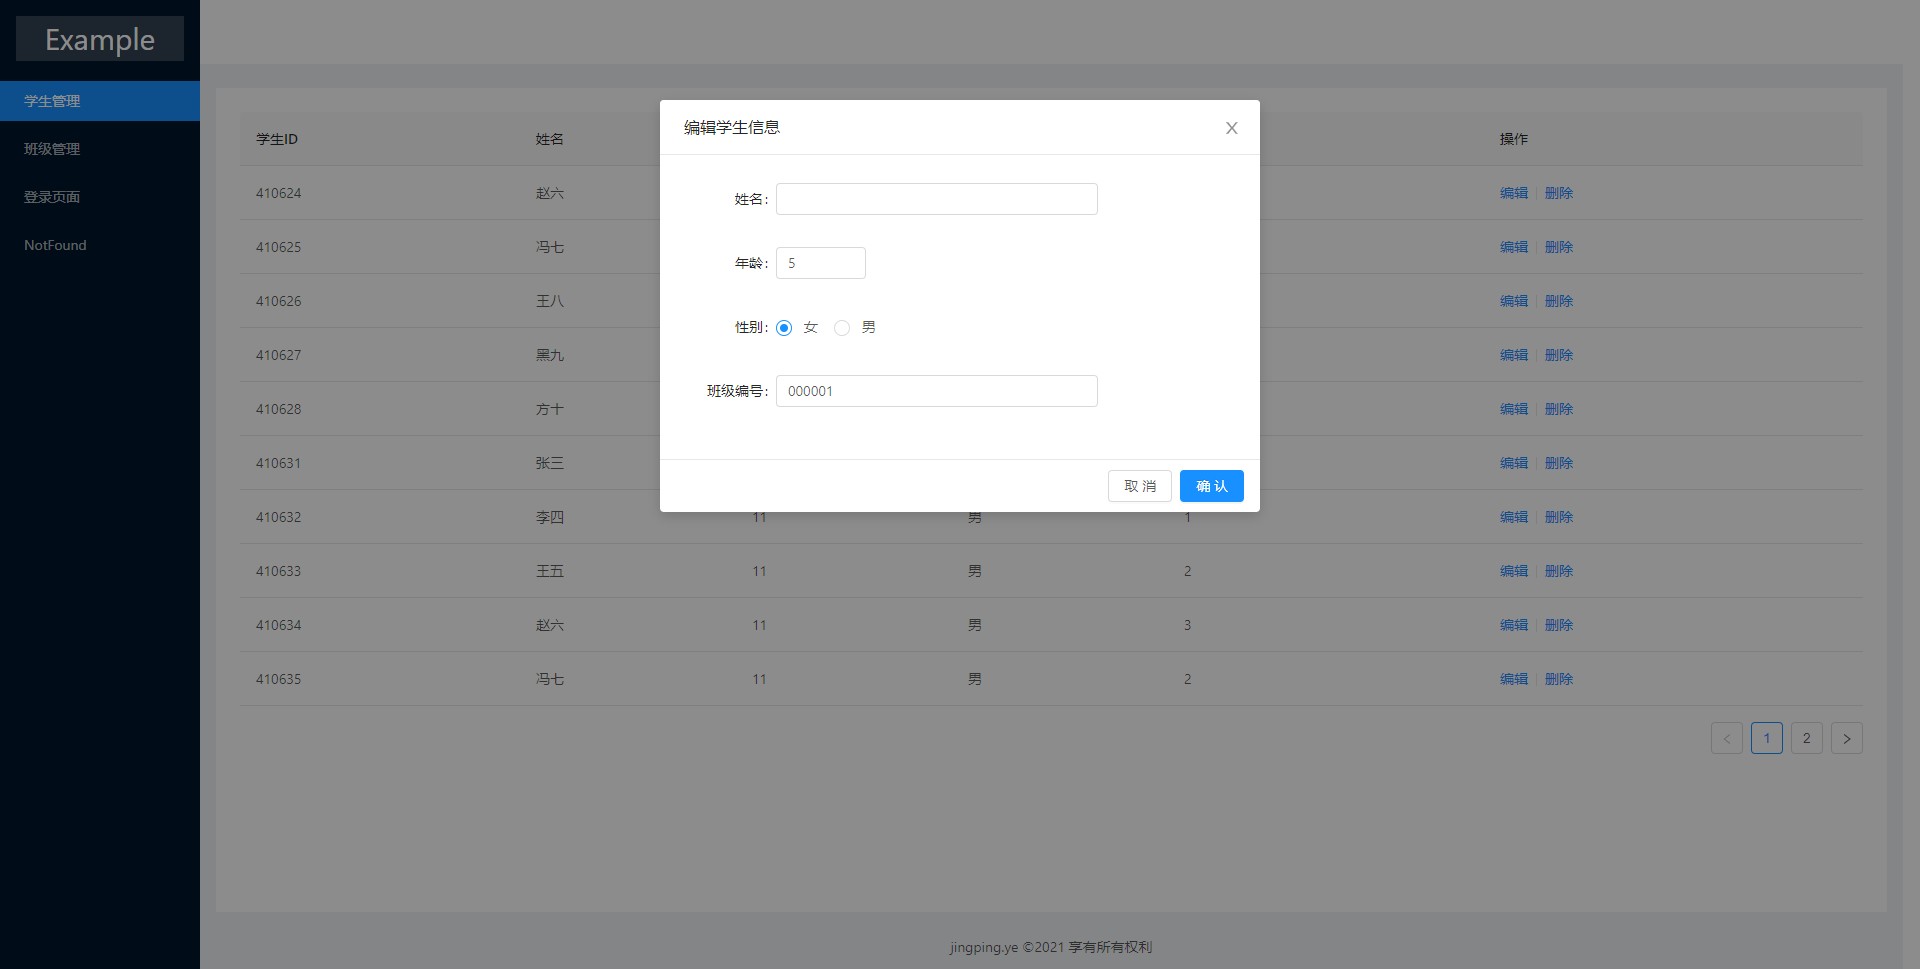 Example
学生管理
班级管理
登录页面
NotFound
学生ID 姓名 操作
410624 赵六 编辑 删除
410625 冯七 编辑 删除
410626 王八 编辑 删除
410627 黑九 编辑 删除
410628 方十 编辑 删除
410631 张三 编辑 删除
410632 李四 11 男 1 编辑 删除
410633 王五 11 男 2 编辑 删除
410634 赵六 11 男 3 编辑 删除
410635 冯七 11 男 2 编辑 删除
< 1 2 >
编辑学生信息 X
姓名:
年龄: 5
性别: 女 男
班级编号: 000001
取 消 确 认
jingping.ye ©2021 享有所有权利